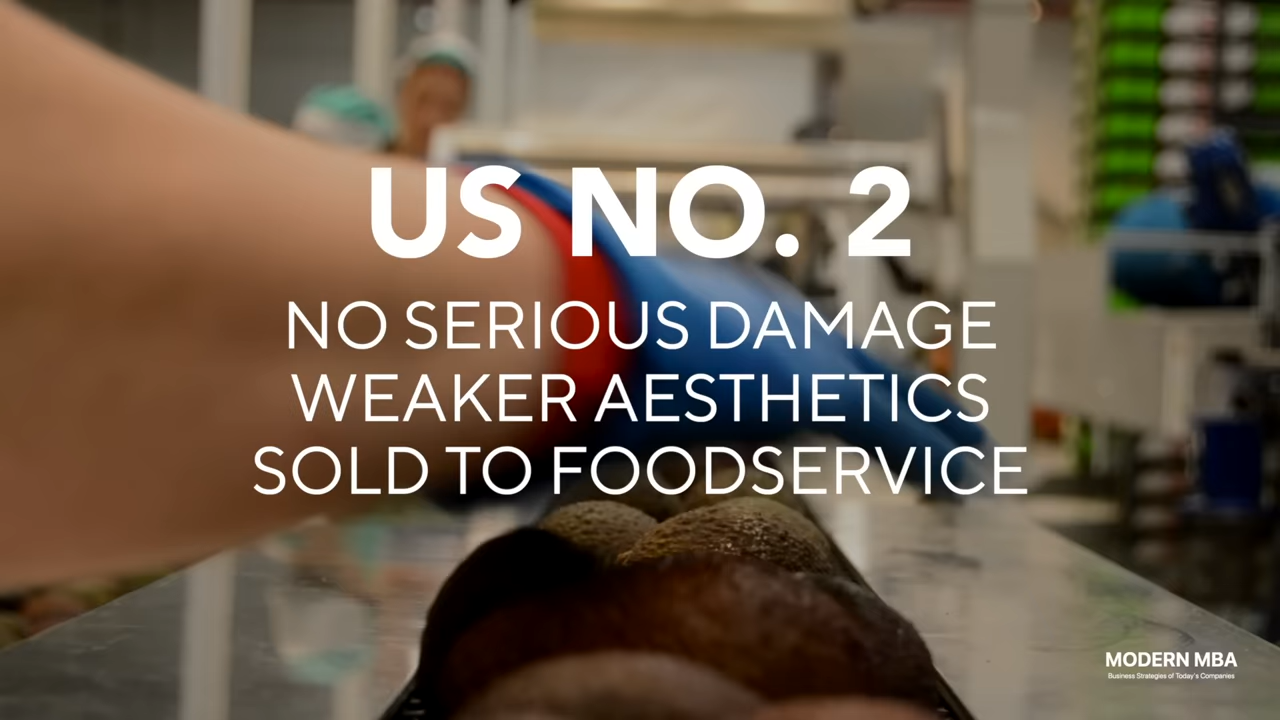 US NO. 2
NO SERIOUS DAMAGE
WEAKER AESTHETICS
SOLD TO FOODSERVICE
MODERN MBA
Business Strategies of Today's Companies